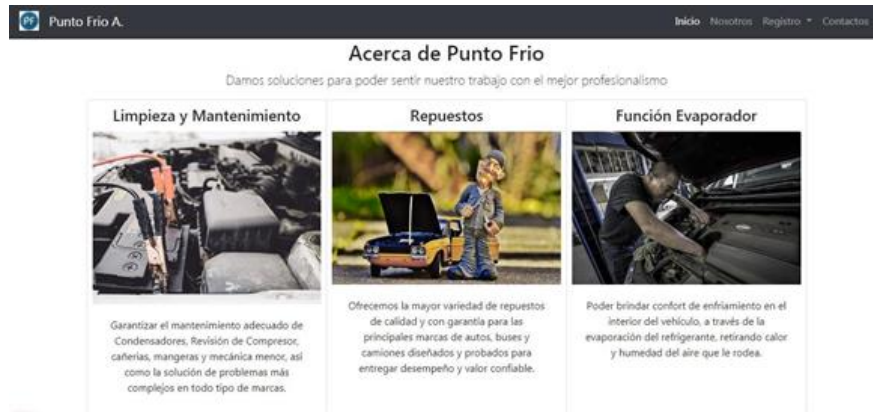 PF Punto Frio A.
Inicio Nosotros Registro Contactos
Acerca de Punto Frio
Damos soluciones para poder sentir nuestro trabajo con el mejor profesionalismo
Limpieza y Mantenimiento
Garantizar el mantenimiento adecuado de
Condensadores, Revisión de Compresor,
cañerias, mangeras y mecánica menor, así
como la solución de problemas más
complejos en todo tipo de marcas.
Repuestos
Ofrecemos la mayor variedad de repuestos
de calidad y con garantía para las
principales marcas de autos, buses y
camiones diseñados y probados para
entregar desempeño y valor confiable.
Función Evaporador
Poder brindar confort de enfriamiento en el
interior del vehículo, a través de la
evaporación del refrigerante, retirando calor
y humedad del aire que le rodea.